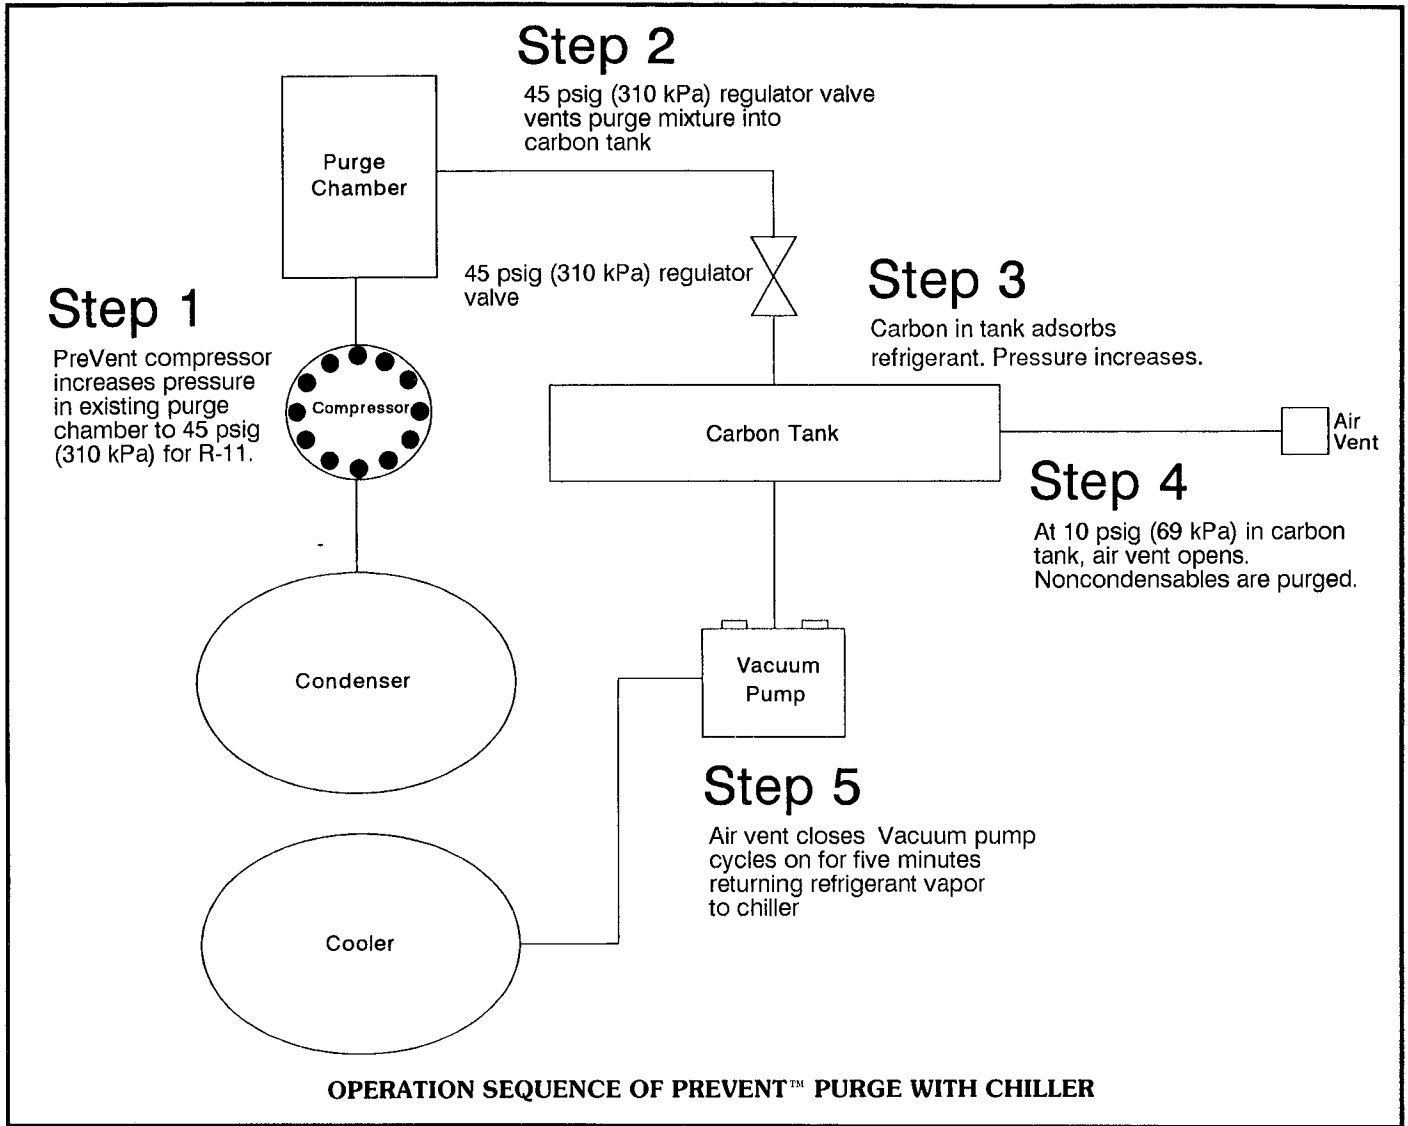 Step 2
45 psig (310 kPa) regulator valve
vents purge mixture into
carbon tank
Purge
Chamber
45 psig (310 kPa) regulator
valve
Step 1
PreVent compressor
increases pressure
in existing purge
chamber to 45 psig
(310 kPa) for R-11.
Compressor
Step 3
Carbon in tank adsorbs
refrigerant. Pressure increases.
Carbon Tank
Air
Vent
Step 4
At 10 psig (69 kPa) in carbon
tank, air vent opens.
Noncondensables are purged.
Condenser
Vacuum
Pump
Step 5
Air vent closes Vacuum pump
cycles on for five minutes
returning refrigerant vapor
to chiller
Cooler
OPERATION SEQUENCE OF PREVENT™ PURGE WITH CHILLER